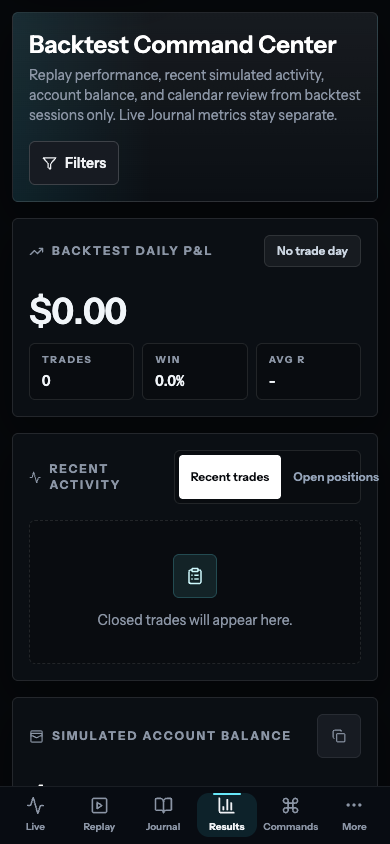 Backtest Command Center
Replay performance, recent simulated activity,
account balance, and calendar review from backtest
sessions only. Live Journal metrics stay separate.
Filters
BACKTEST DAILY P&L
No trade day
$0.00
TRADES
WIN
AVG R
0
0.0%
-
RECENT
ACTIVITY
Recent trades
Open positions
Closed trades will appear here.
SIMULATED ACCOUNT BALANCE
Live
Replay
Journal
Results
Commands
More